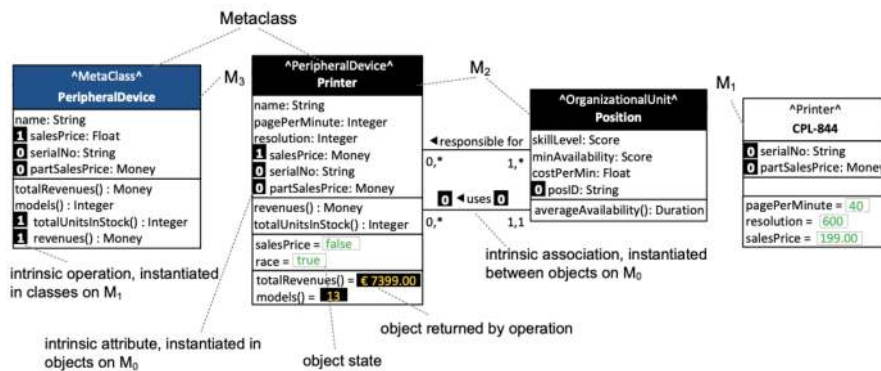 Metaclass
^MetaClass^
PeripheralDevice
name: String
1 salesPrice: Float
0 serialNo: String
0 partSalesPrice: Money
totalRevenues() : Money
models() : Integer
1 totalUnitsInStock() : Integer
1 revenues() : Money
M3
intrinsic operation, instantiated
in classes on M1
^PeripheralDevice^
Printer
name: String
pagePerMinute: Integer
resolution: Integer
1 salesPrice: Money
0 serialNo: String
0 partSalesPrice: Money
revenues() : Money
totalUnitsInStock() : Integer
salesPrice = false
race = true
totalRevenues() = € 7399.00
models() = 13
intrinsic attribute, instantiated in
objects on M0
object returned by operation
object state
M2
◄ responsible for
0,* 1,*
0 ◄ uses 0
0,* 1,1
intrinsic association, instantiated
between objects on M0
^OrganizationalUnit^
Position
skillLevel: Score
minAvailability: Score
costPerMin: Float
0 posID: String
averageAvailability(): Duration
M1
^Printer^
CPL-844
0 serialNo: String
0 partSalesPrice: Money
pagePerMinute = 40
resolution = 600
salesPrice = 199.00